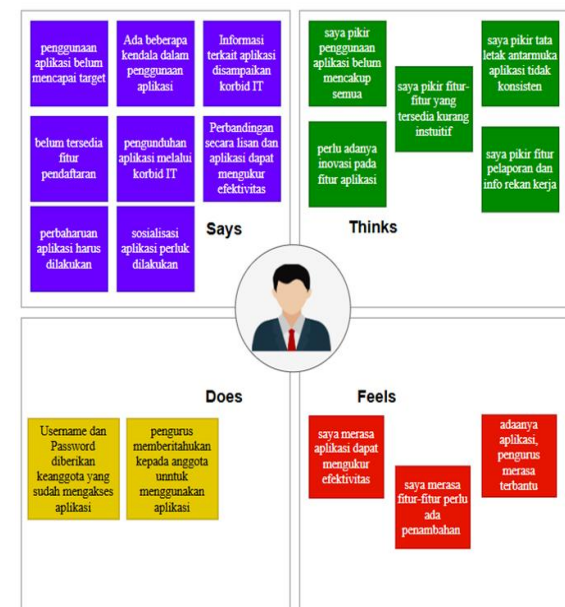 penggunaan
aplikasi belum
mencapai target
Ada beberapa
kendala dalam
penggunaan
aplikasi
Informasi
terkait aplikasi
disampaikan
korbid IT
belum tersedia
fitur
pendaftaran
pengunduhan
aplikasi melalui
korbid IT
Perbandingan
secara lisan dan
aplikasi dapat
mengukur
efektivitas
perbaharuan
aplikasi harus
dilakukan
sosialisasi
aplikasi perluk
dilakukan
Says
saya pikir
penggunaan
aplikasi belum
mencakup
semua
saya pikir fitur-
fitur yang
tersedia kurang
instuitif
saya pikir tata
letak antarmuka
aplikasi tidak
konsisten
perlu adanya
inovasi pada
fitur aplikasi
saya pikir fitur
pelaporan dan
info rekan kerja
Thinks
Does
Username dan
Password
diberikan
keanggota yang
sudah mengakses
aplikasi
pengurus
memberitahukan
kepada anggota
unntuk
menggunakan
aplikasi
Feels
saya merasa
aplikasi dapat
mengukur
efektivitas
saya merasa
fitur-fitur perlu
ada
penambahan
adaanya
aplikasi,
pengurus
merasa
terbantu